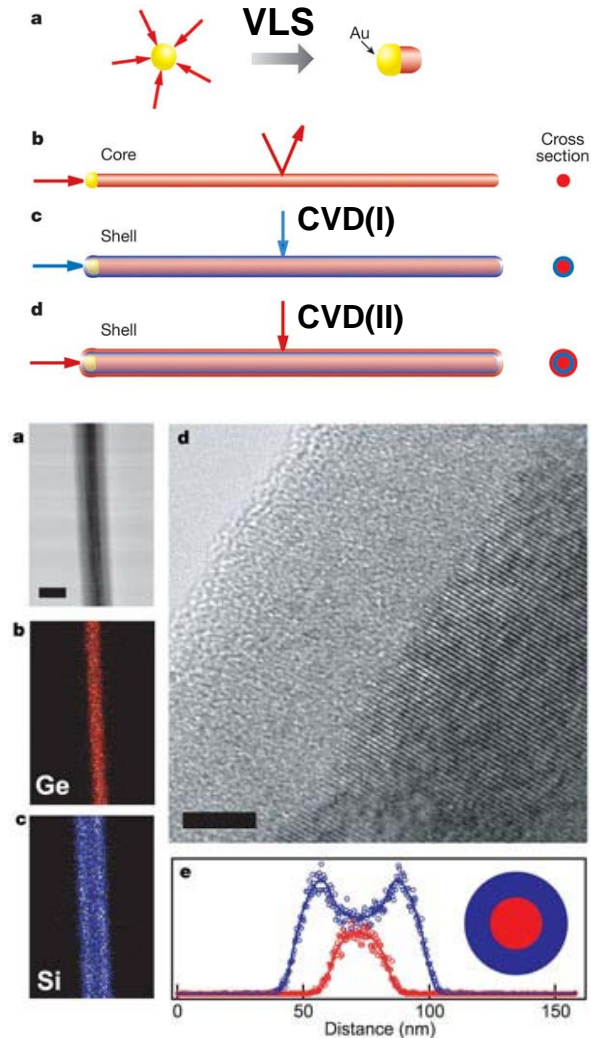 a
VLS
Au
b
Core
Cross
section
c
Shell
CVD(I)
d
Shell
CVD(II)
a
d
b
Ge
c
Si
e
0 50 100 150
Distance (nm)